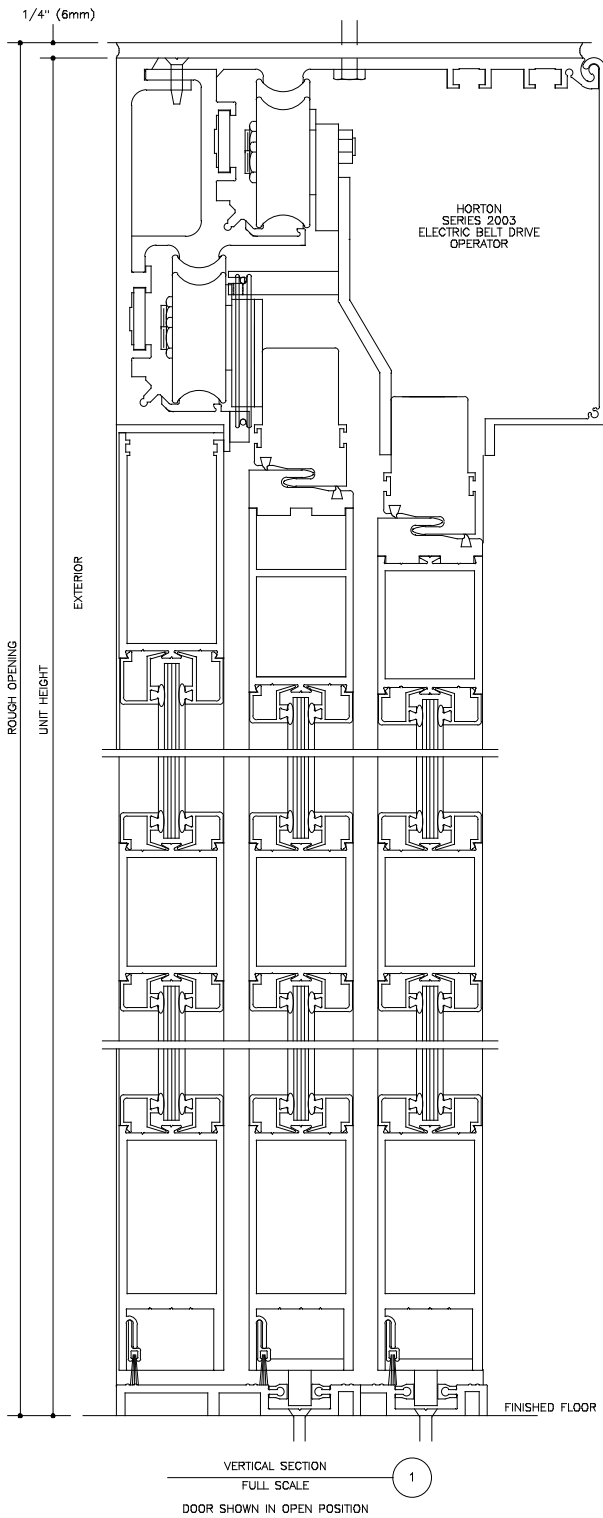 1/4" (6mm)
HORTON
SERIES 2003
ELECTRIC BELT DRIVE
OPERATOR
EXTERIOR
ROUGH OPENING
UNIT HEIGHT
FINISHED FLOOR
VERTICAL SECTION
1
FULL SCALE
DOOR SHOWN IN OPEN POSITION